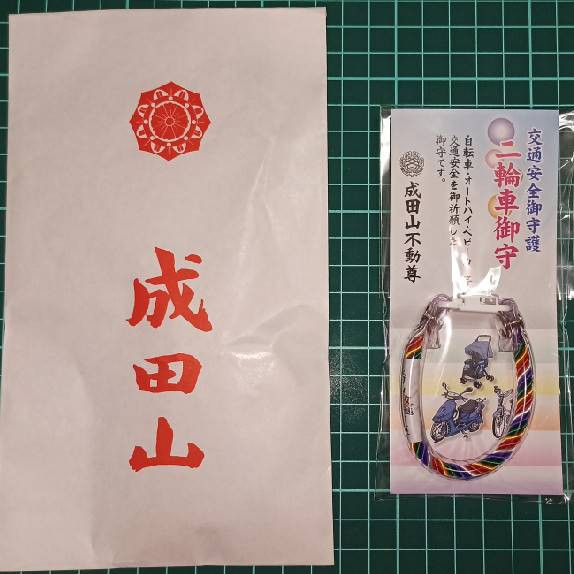 成田山
交通安全御守護
二輪車御守
自転車・オートバイ・ベビ
交通安全を御祈願した
御守です。
成田山不動尊